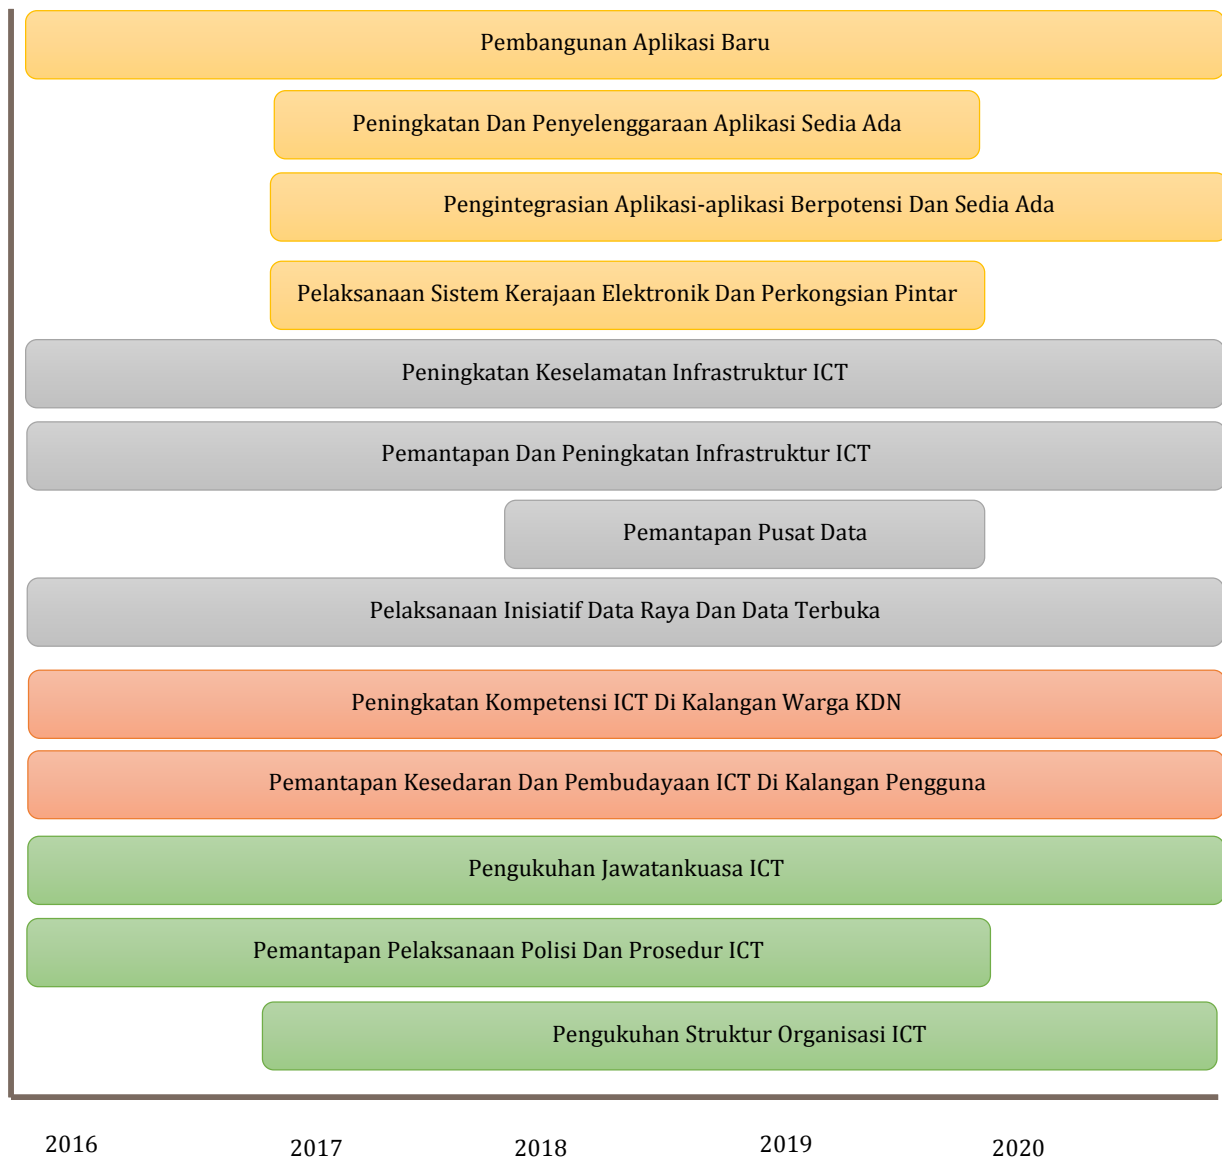 Pembangunan Aplikasi Baru
Peningkatan Dan Penyelenggaraan Aplikasi Sedia Ada
Pengintegrasian Aplikasi-aplikasi Berpotensi Dan Sedia Ada
Pelaksanaan Sistem Kerajaan Elektronik Dan Perkongsian Pintar
Peningkatan Keselamatan Infrastruktur ICT
Pemantapan Dan Peningkatan Infrastruktur ICT
Pemantapan Pusat Data
Pelaksanaan Inisiatif Data Raya Dan Data Terbuka
Peningkatan Kompetensi ICT Di Kalangan Warga KDN
Pemantapan Kesedaran Dan Pembudayaan ICT Di Kalangan Pengguna
Pengukuhan Jawatankuasa ICT
Pemantapan Pelaksanaan Polisi Dan Prosedur ICT
Pengukuhan Struktur Organisasi ICT
2016 2017 2018 2019 2020